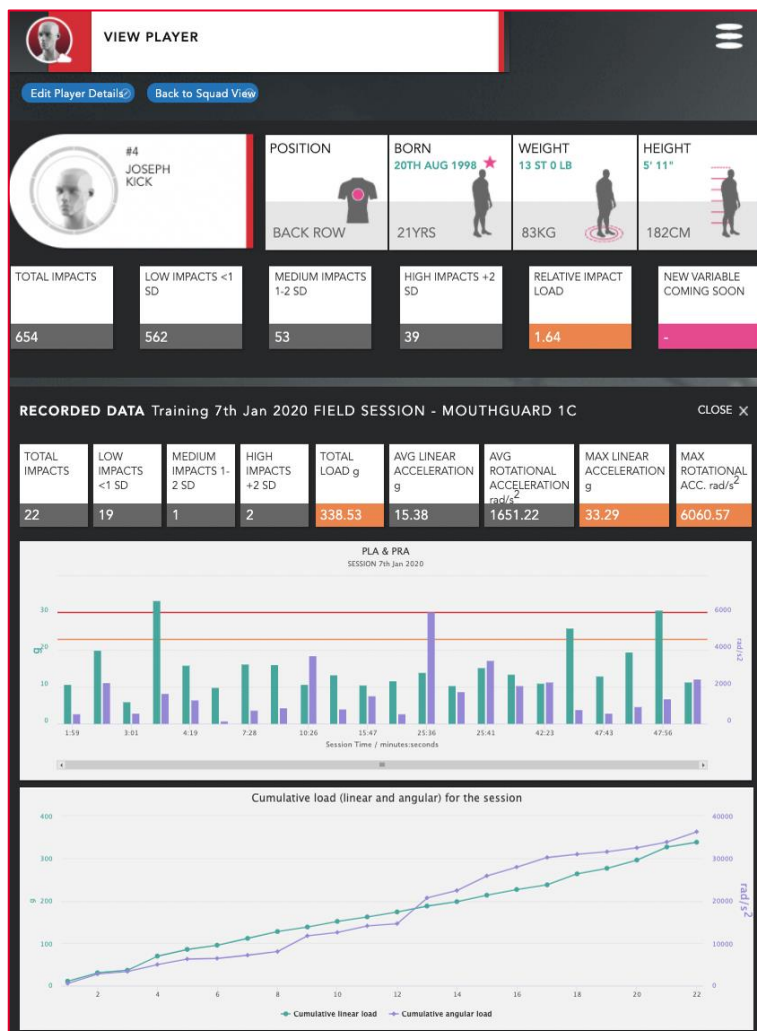 VIEW PLAYER
Edit Player Details
Back to Squad View
#4
JOSEPH
KICK
POSITION
BACK ROW
BORN
20TH AUG 1998
21YRS
WEIGHT
13 ST 0 LB
83KG
HEIGHT
5' 11"
182CM
TOTAL IMPACTS
654
LOW IMPACTS <1
SD
562
MEDIUM IMPACTS
1-2 SD
53
HIGH IMPACTS +2
SD
39
RELATIVE IMPACT
LOAD
1.64
NEW VARIABLE
COMING SOON
-
RECORDED DATA Training 7th Jan 2020 FIELD SESSION - MOUTHGUARD 1C
CLOSE X
TOTAL
IMPACTS
22
LOW
IMPACTS
<1 SD
19
MEDIUM
IMPACTS 1-
2 SD
1
HIGH
IMPACTS
+2 SD
2
TOTAL
LOAD g
338.53
AVG LINEAR
ACCELERATION
g
15.38
AVG
ROTATIONAL
ACCELERATION
rad/s²
1651.22
MAX LINEAR
ACCELERATION
g
33.29
MAX
ROTATIONAL
ACC. rad/s²
6060.57
PLA & PRA
SESSION 7th Jan 2020
30
20
10
0
g
6000
4000
2000
0
rad/s2
1:59 3:01 4:19 7:28 10:26 15:47 25:36 25:41 42:23 47:43 47:56
Session Time / minutes:seconds
Cumulative load (linear and angular) for the session
400
300
200
100
0
g
40000
30000
20000
10000
0
rad/s²
2 4 6 8 10 12 14 16 18 20 22
Cumulative linear load
Cumulative angular load